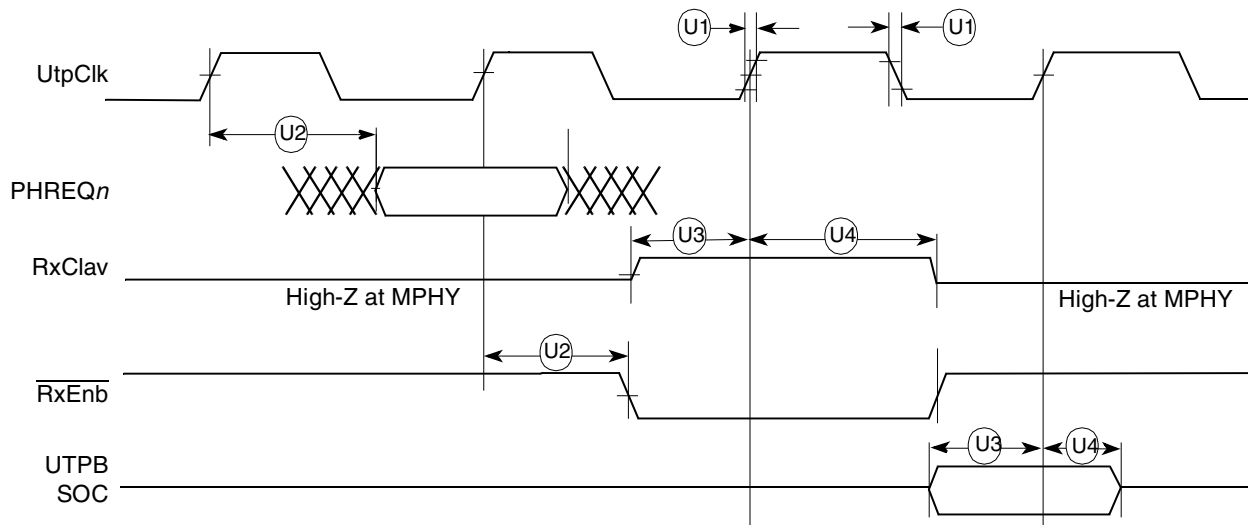 U1
U1
UtpClk
U2
PHREQn
U3
U4
RxClav
High-Z at MPHY
High-Z at MPHY
U2
RxEnb
U3
U4
UTPB
SOC